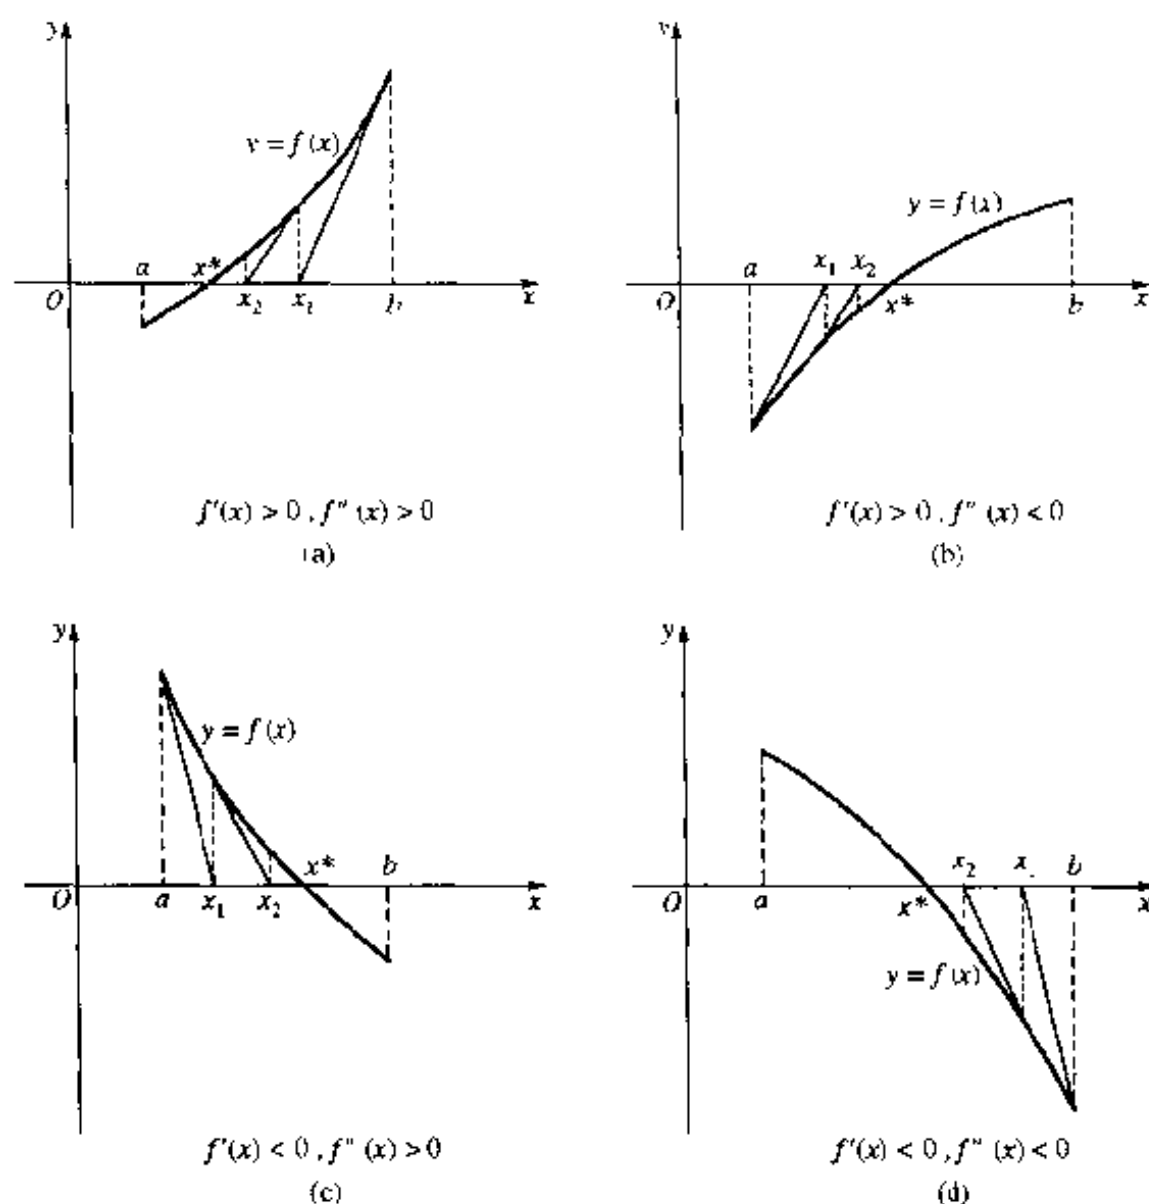 y
y = f(x)
a x*
O x₂ x₁ b x
f′(x) > 0 , f″ (x) > 0
(a)
y
y = f(x)
a x₁ x₂
O x* b x
f′(x) > 0 , f″ (x) < 0
(b)
y
y = f(x)
x* b
O a x₁ x₂ x
f′(x) < 0 , f″ (x) > 0
(c)
y
x₂ b
O a x* x
y = f(x)
f′(x) < 0 , f″ (x) < 0
(d)